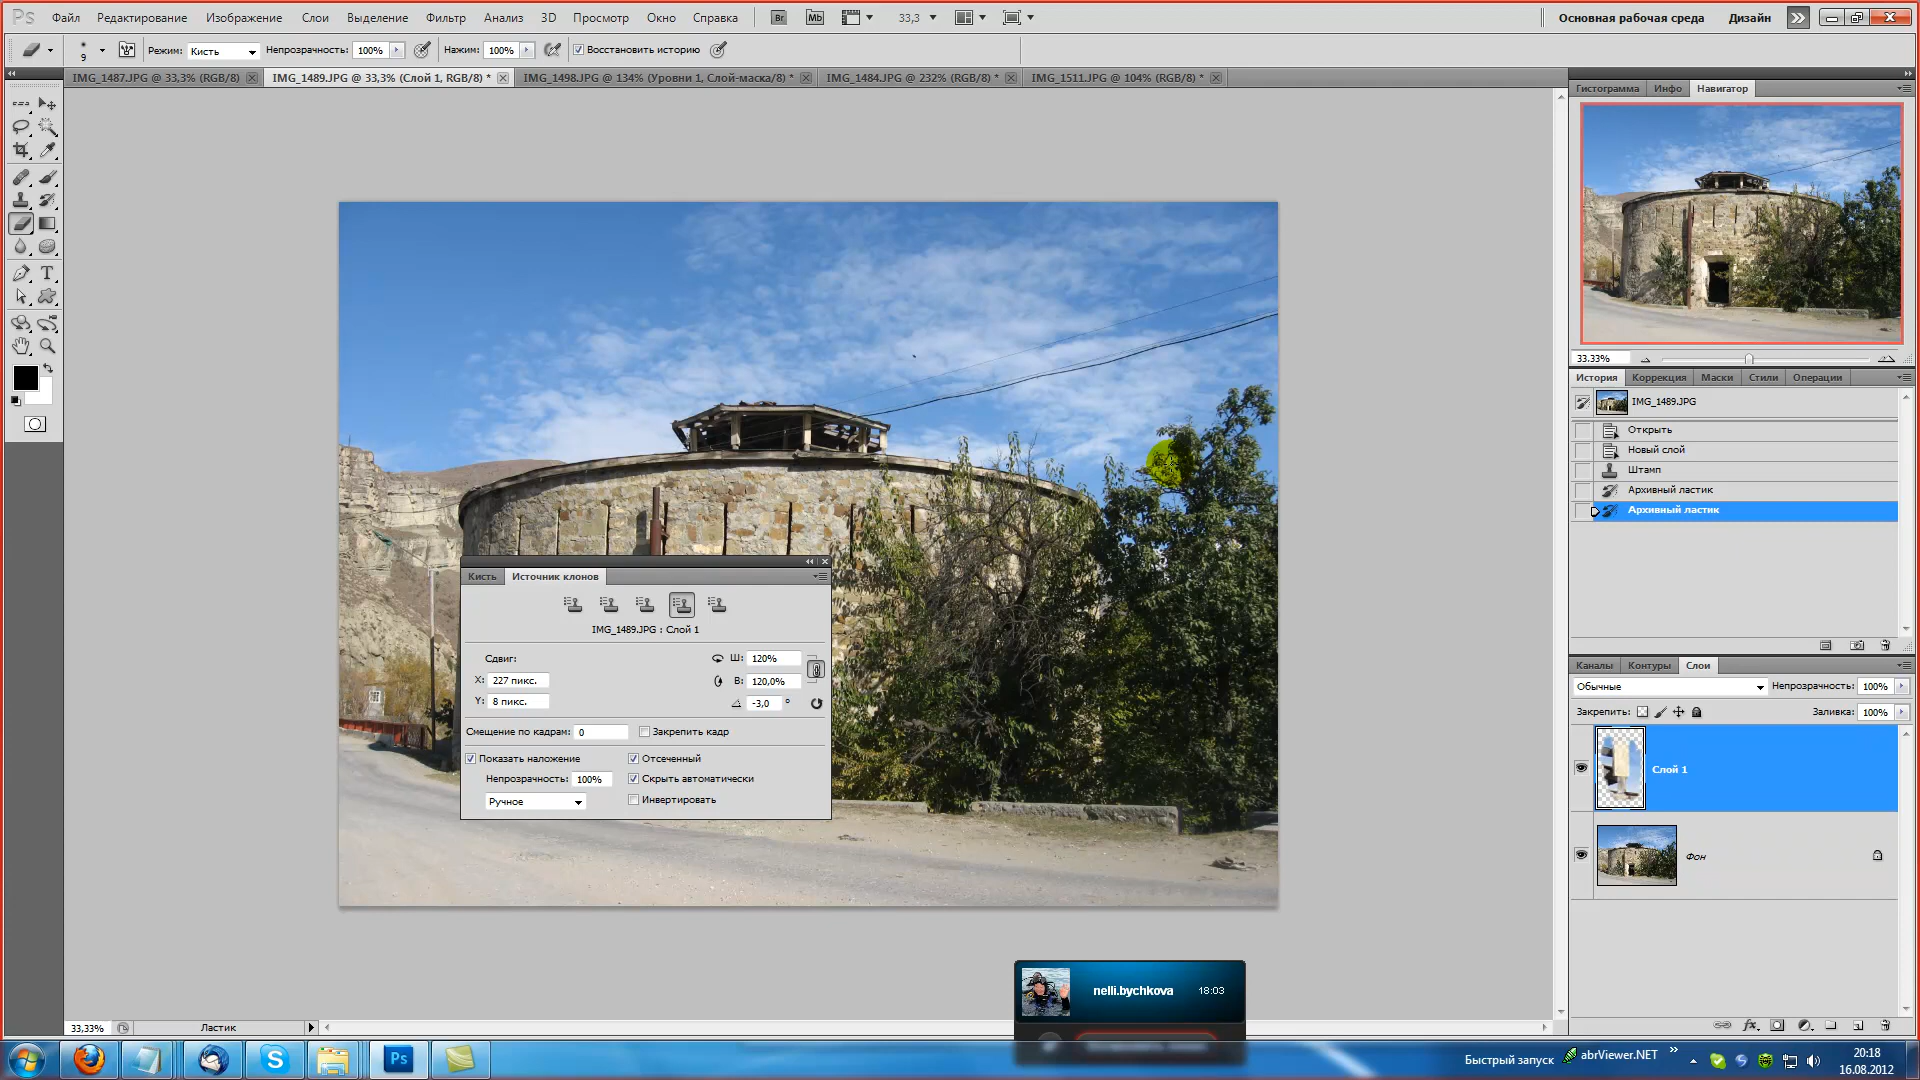 Ps Файл Редактирование Изображение Слои Выделение Фильтр Анализ 3D Просмотр Окно Справка Br Mb 33,3 Основная рабочая среда Дизайн
9 Режим: Кисть Непрозрачность: 100% Нажим: 100% Восстановить историю
IMG_1487.JPG @ 33,3% (RGB/8) IMG_1489.JPG @ 33,3% (Слой 1, RGB/8) * IMG_1498.JPG @ 134% (Уровни 1, Слой-маска/8) * IMG_1484.JPG @ 232% (RGB/8) * IMG_1511.JPG @ 104% (RGB/8) *
Гистограмма Инфо Навигатор
33.33%
История Коррекция Маски Стили Операции
IMG_1489.JPG
Открыть
Новый слой
Штамп
Архивный ластик
Архивный ластик
Кисть Источник клонов
IMG_1489.JPG : Слой 1
Сдвиг: Ш: 120%
X: 227 пикс. В: 120,0%
Y: 8 пикс. -3,0 °
Смещение по кадрам: 0 Закрепить кадр
Показать наложение Отсеченный
Непрозрачность: 100% Скрыть автоматически
Ручное Инвертировать
Каналы Контуры Слои
Обычные Непрозрачность: 100%
Закрепить: Заливка: 100%
Слой 1
Фон
nelli.bychkova 18:03
33,33% Ластик
Ps Быстрый запуск abrViewer.NET » 20:18
16.08.2012